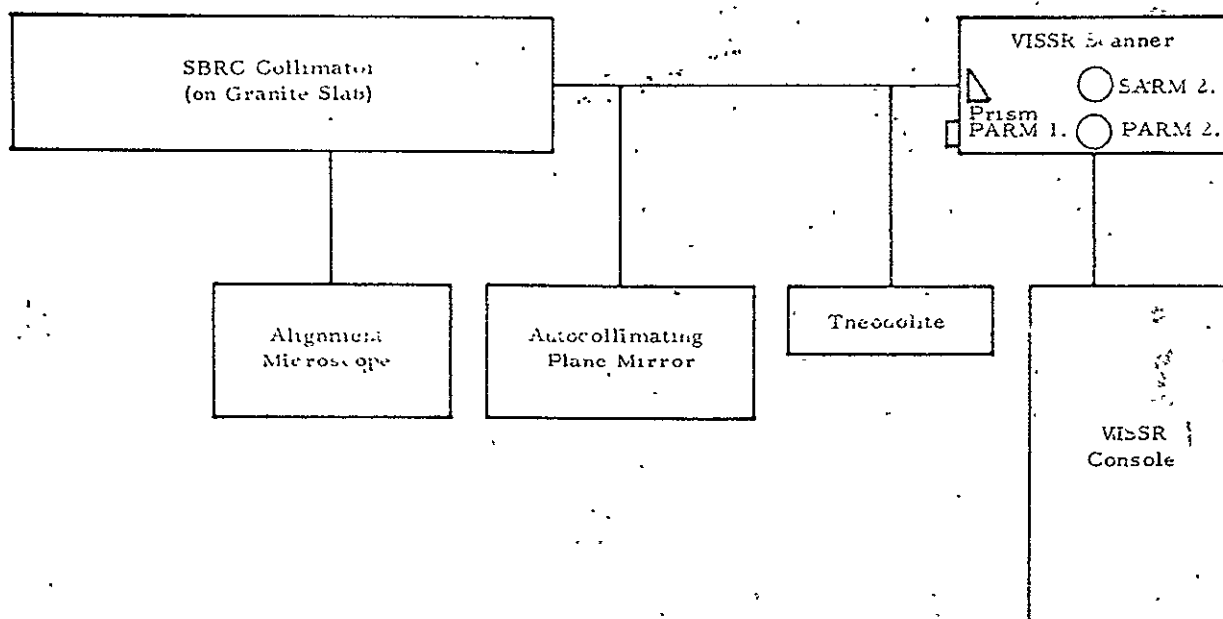 SBRC Collimator
(on Granite Slab)
VISSR Scanner
SARM 2.
Prism
PARM 1.
PARM 2.
Alignment
Microscope
Autocollimating
Plane Mirror
Theodolite
VISSR
Console